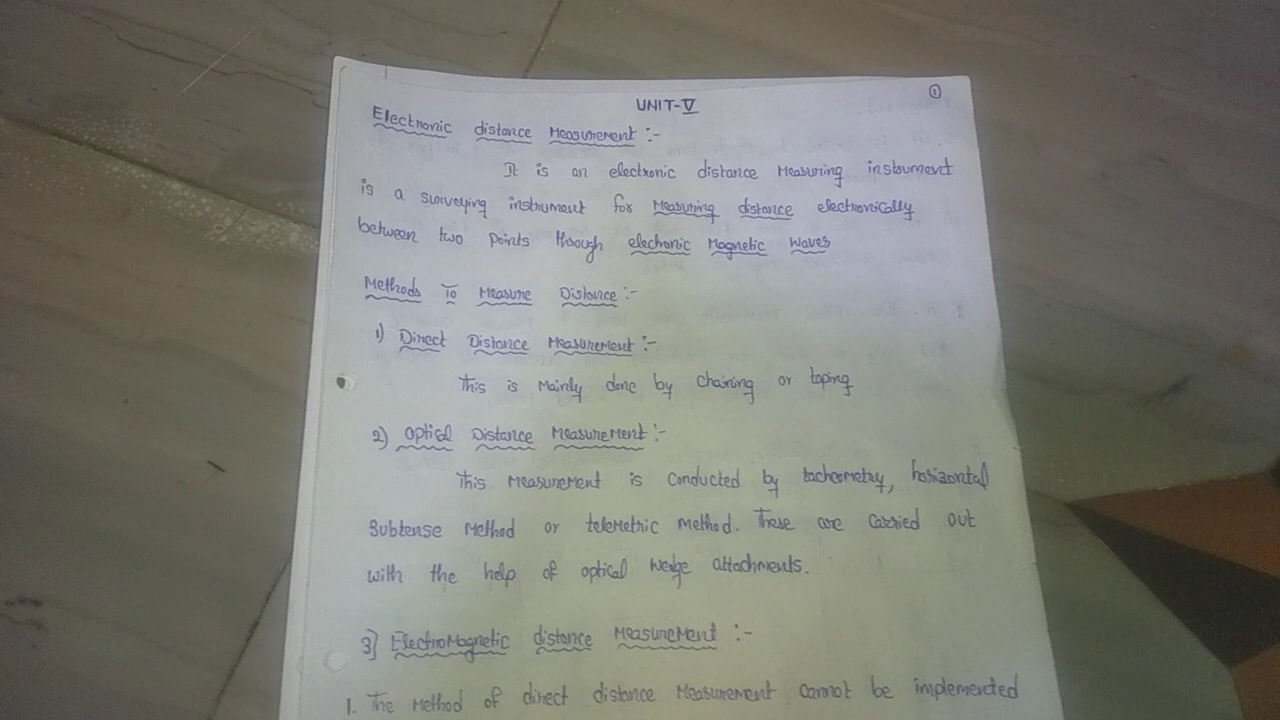 ①
UNIT-V
Electronic distance Measurement :-
It is an electronic distance Measuring instrument
is a surveying instrument for Measuring distance electronically
between two points through electronic Magnetic waves
Methods To Measure Distance :-
1) Direct Distance Measurement :-
This is Mainly done by chaining or taping
2) Optical Distance Measurement :-
This Measurement is conducted by tacheometry, horizontal
Subtense Method or telemetric method. These are carried out
with the help of optical wedge attachments.
3) ElectroMagnetic distance Measurement :-
1. The Method of direct distance Measurement cannot be implemented